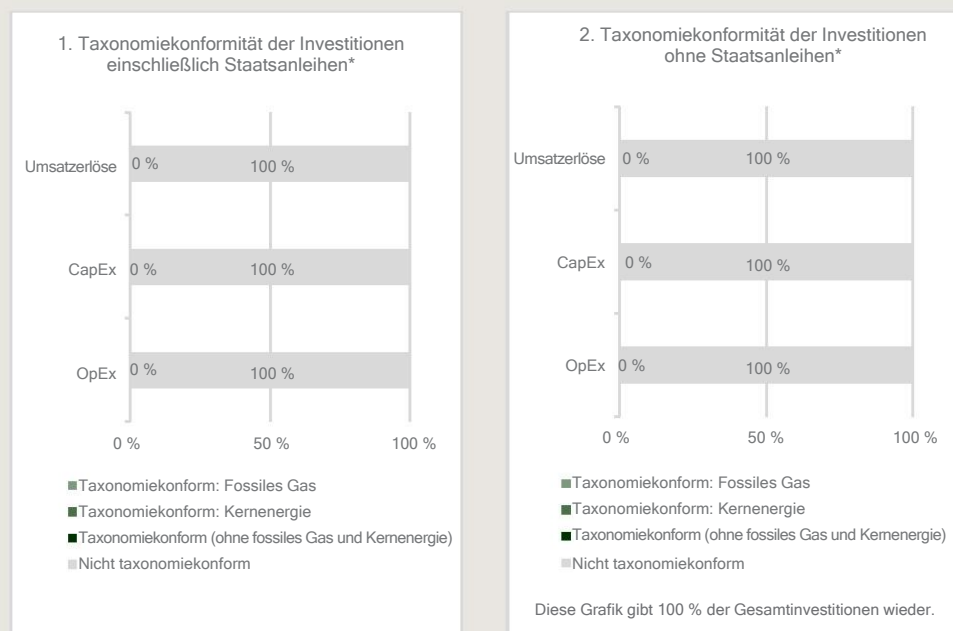 1. Taxonomiekonformität der Investitionen
einschließlich Staatsanleihen*
Umsatzerlöse 0 % 100 %
CapEx 0 % 100 %
OpEx 0 % 100 %
0 % 50 % 100 %
Taxonomiekonform: Fossiles Gas
Taxonomiekonform: Kernenergie
Taxonomiekonform (ohne fossiles Gas und Kernenergie)
Nicht taxonomiekonform
2. Taxonomiekonformität der Investitionen
ohne Staatsanleihen*
Umsatzerlöse 0 % 100 %
CapEx 0 % 100 %
OpEx 0 % 100 %
0 % 50 % 100 %
Taxonomiekonform: Fossiles Gas
Taxonomiekonform: Kernenergie
Taxonomiekonform (ohne fossiles Gas und Kernenergie)
Nicht taxonomiekonform
Diese Grafik gibt 100 % der Gesamtinvestitionen wieder.